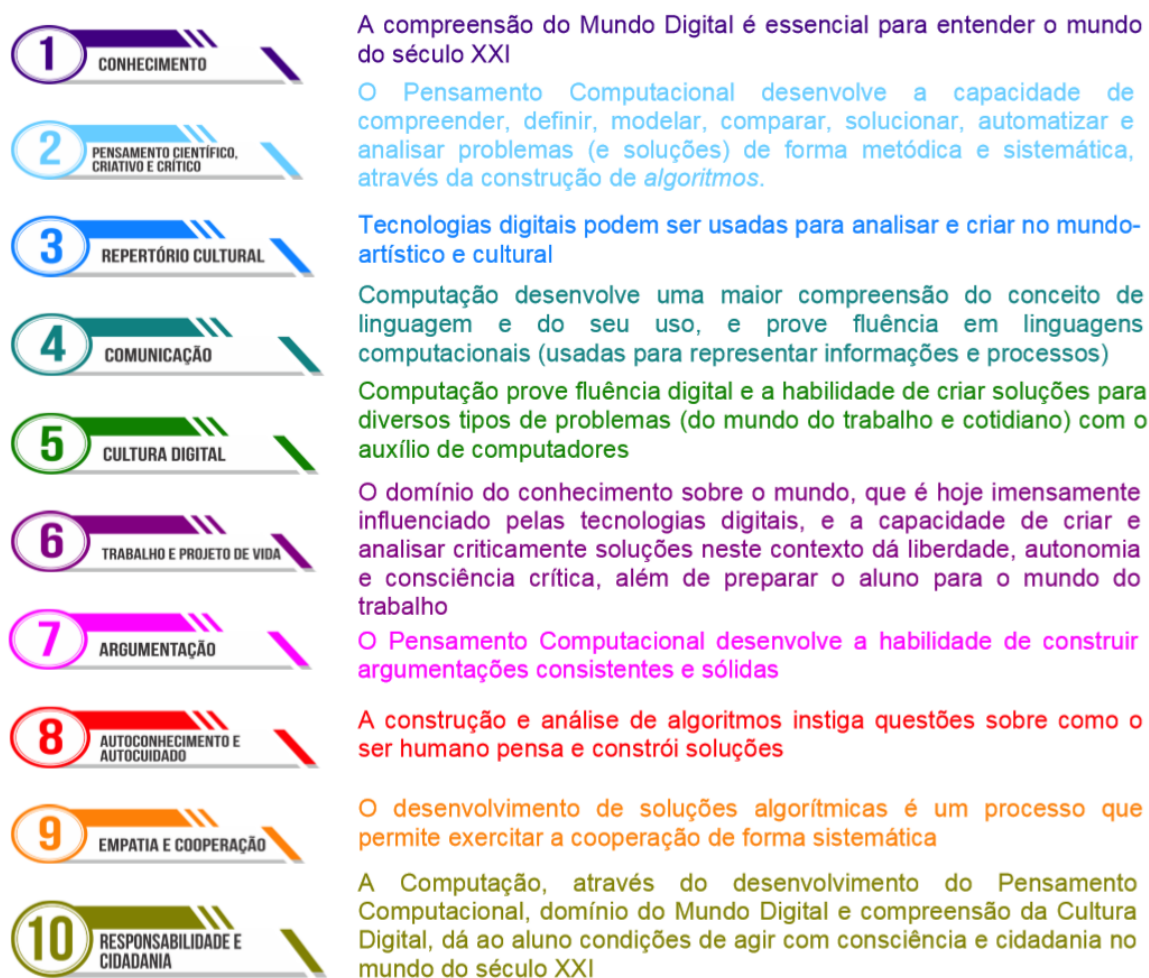 1
CONHECIMENTO
A compreensão do Mundo Digital é essencial para entender o mundo
do século XXI
2
PENSAMENTO CIENTÍFICO,
CRIATIVO E CRÍTICO
O Pensamento Computacional desenvolve a capacidade de
compreender, definir, modelar, comparar, solucionar, automatizar e
analisar problemas (e soluções) de forma metódica e sistemática,
através da construção de algoritmos.
3
REPERTÓRIO CULTURAL
Tecnologias digitais podem ser usadas para analisar e criar no mundo-
artístico e cultural
4
COMUNICAÇÃO
Computação desenvolve uma maior compreensão do conceito de
linguagem e do seu uso, e prove fluência em linguagens
computacionais (usadas para representar informações e processos)
5
CULTURA DIGITAL
Computação prove fluência digital e a habilidade de criar soluções para
diversos tipos de problemas (do mundo do trabalho e cotidiano) com o
auxílio de computadores
6
TRABALHO E PROJETO DE VIDA
O domínio do conhecimento sobre o mundo, que é hoje imensamente
influenciado pelas tecnologias digitais, e a capacidade de criar e
analisar criticamente soluções neste contexto dá liberdade, autonomia
e consciência crítica, além de preparar o aluno para o mundo do
trabalho
7
ARGUMENTAÇÃO
O Pensamento Computacional desenvolve a habilidade de construir
argumentações consistentes e sólidas
8
AUTOCONHECIMENTO E
AUTOCUIDADO
A construção e análise de algoritmos instiga questões sobre como o
ser humano pensa e constrói soluções
9
EMPATIA E COOPERAÇÃO
O desenvolvimento de soluções algorítmicas é um processo que
permite exercitar a cooperação de forma sistemática
10
RESPONSABILIDADE E
CIDADANIA
A Computação, através do desenvolvimento do Pensamento
Computacional, domínio do Mundo Digital e compreensão da Cultura
Digital, dá ao aluno condições de agir com consciência e cidadania no
mundo do século XXI